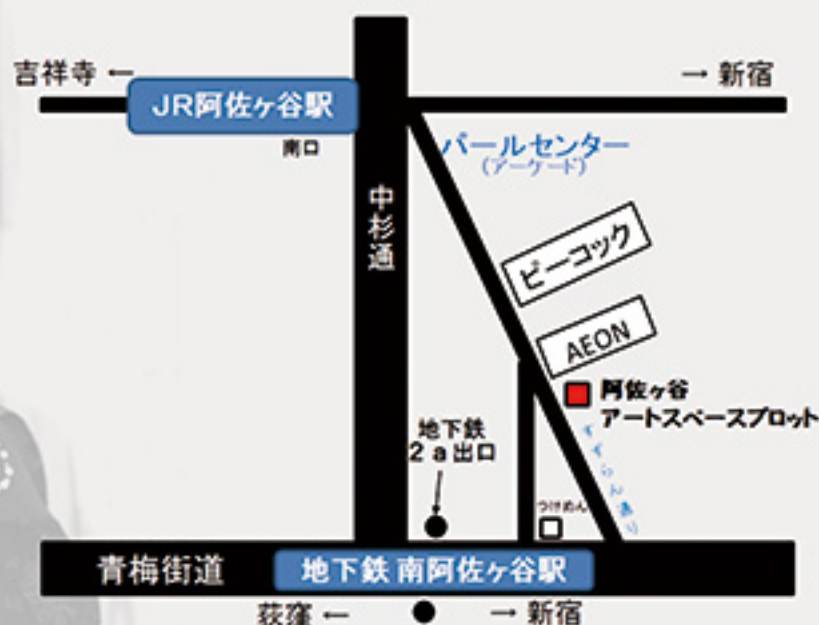 吉祥寺 ←
→ 新宿
JR阿佐ヶ谷駅
南口
パールセンター
(アーケード)
中杉通
ピーコック
AEON
阿佐ヶ谷
アートスペースプロット
すずらん通り
地下鉄
2a出口
つけめん
青梅街道
地下鉄 南阿佐ヶ谷駅
荻窪 ←
→ 新宿